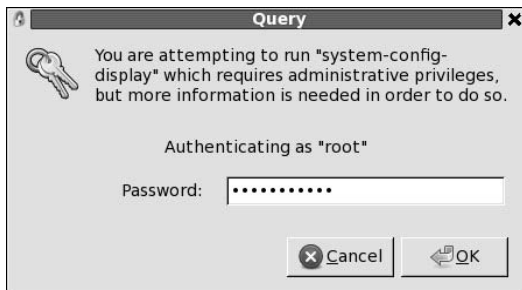 Query
You are attempting to run "system-config-
display" which requires administrative privileges,
but more information is needed in order to do so.
Authenticating as "root"
Password: •••••••••••
Cancel OK